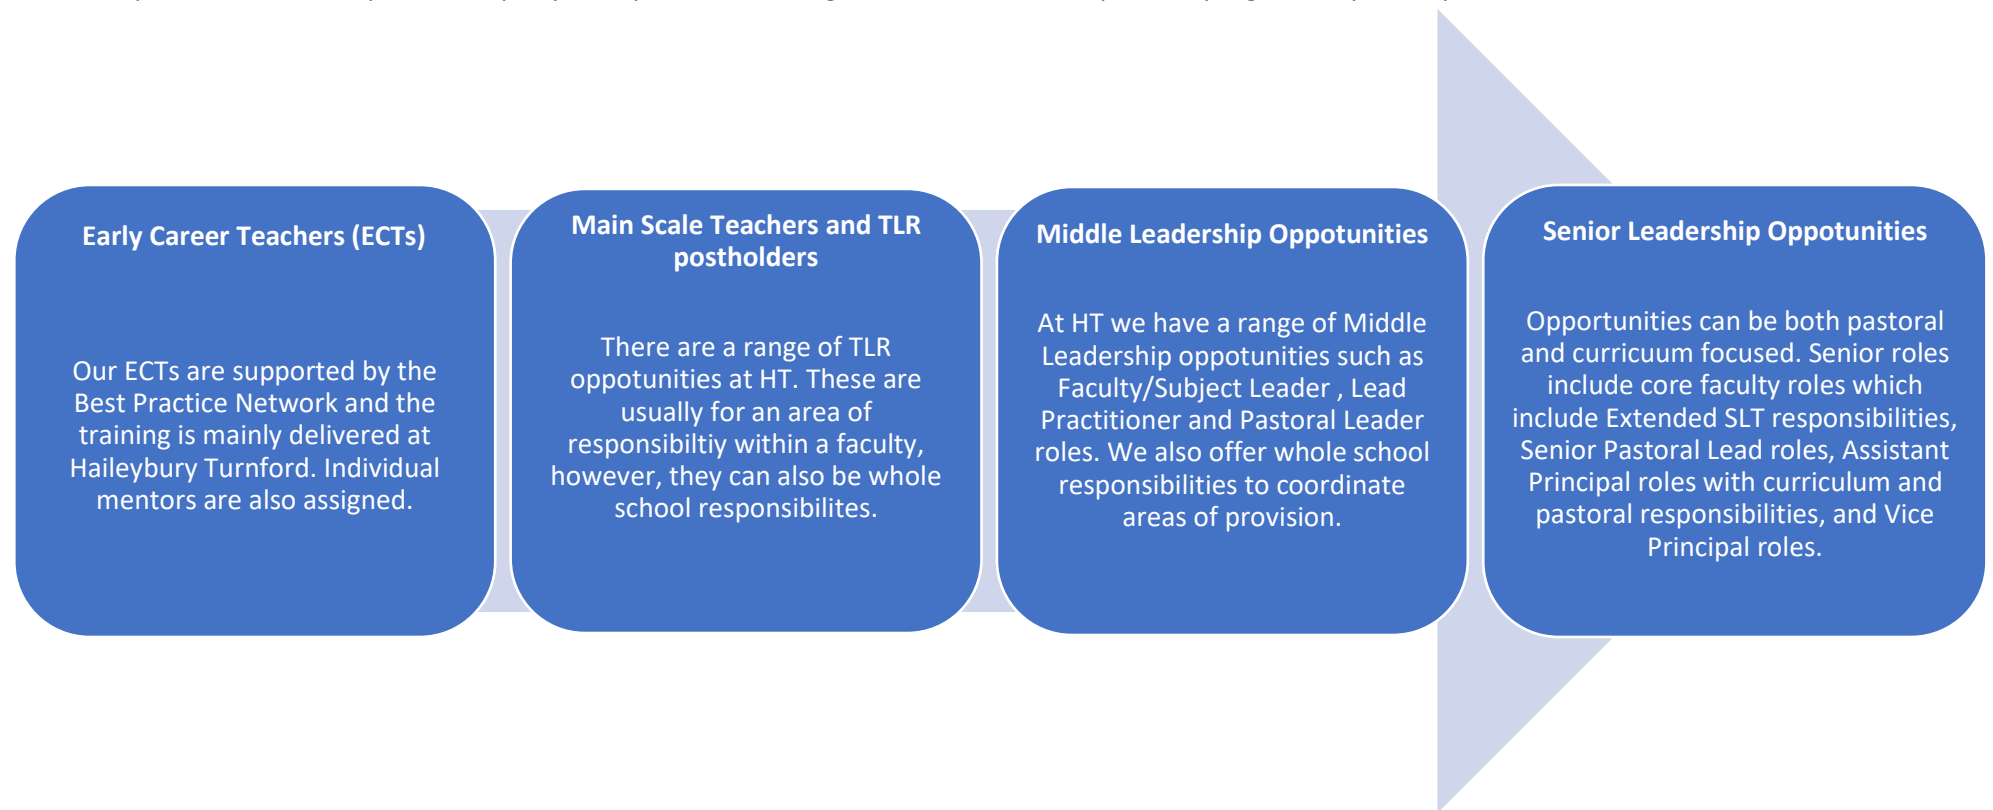 Early Career Teachers (ECTs)
Our ECTs are supported by the
Best Practice Network and the
training is mainly delivered at
Haileybury Turnford. Individual
mentors are also assigned.
Main Scale Teachers and TLR
postholders
There are a range of TLR
oppotunities at HT. These are
usually for an area of
responsibiltiy within a faculty,
however, they can also be whole
school responsibilites.
Middle Leadership Oppotunities
At HT we have a range of Middle
Leadership oppotunities such as
Faculty/Subject Leader , Lead
Practitioner and Pastoral Leader
roles. We also offer whole school
responsibilities to coordinate
areas of provision.
Senior Leadership Oppotunities
Opportunities can be both pastoral
and curricuum focused. Senior roles
include core faculty roles which
include Extended SLT responsibilities,
Senior Pastoral Lead roles, Assistant
Principal roles with curriculum and
pastoral responsibilities, and Vice
Principal roles.